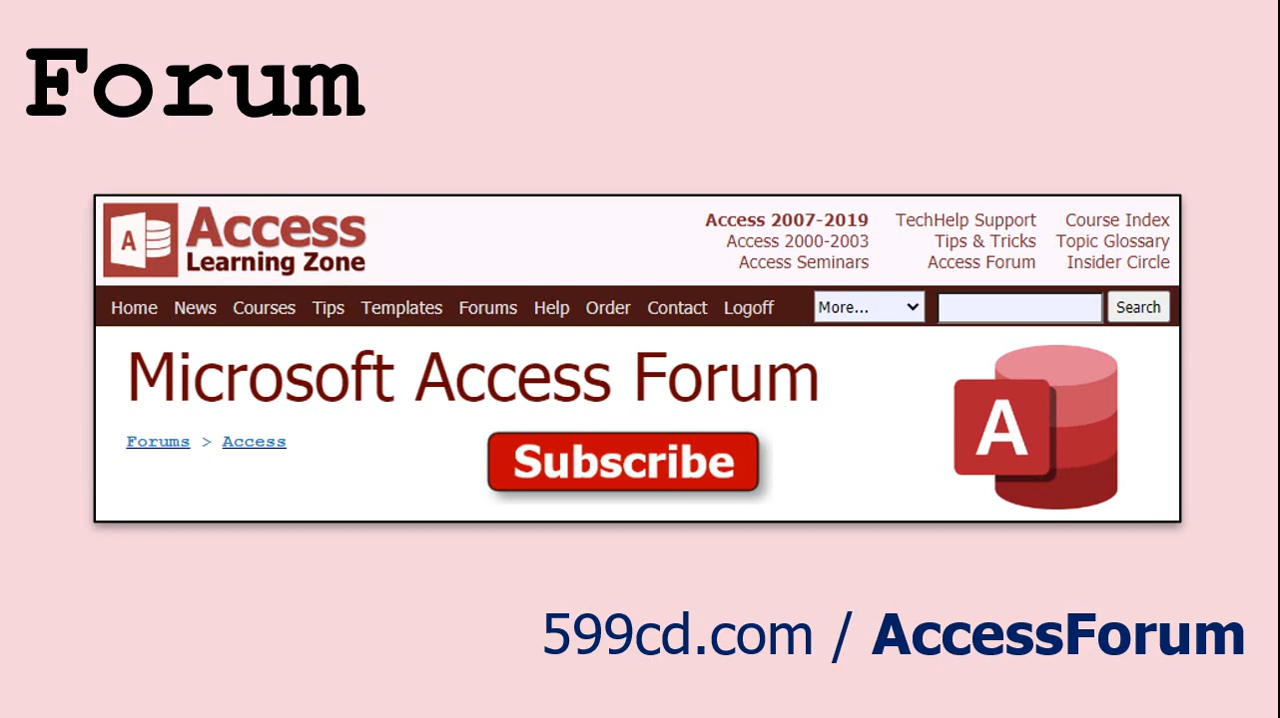 Forum
A Access
Learning Zone
Access 2007-2019 TechHelp Support Course Index
Access 2000-2003 Tips & Tricks Topic Glossary
Access Seminars Access Forum Insider Circle
Home News Courses Tips Templates Forums Help Order Contact Logoff More... Search
Microsoft Access Forum
Forums > Access
Subscribe
A
599cd.com / AccessForum